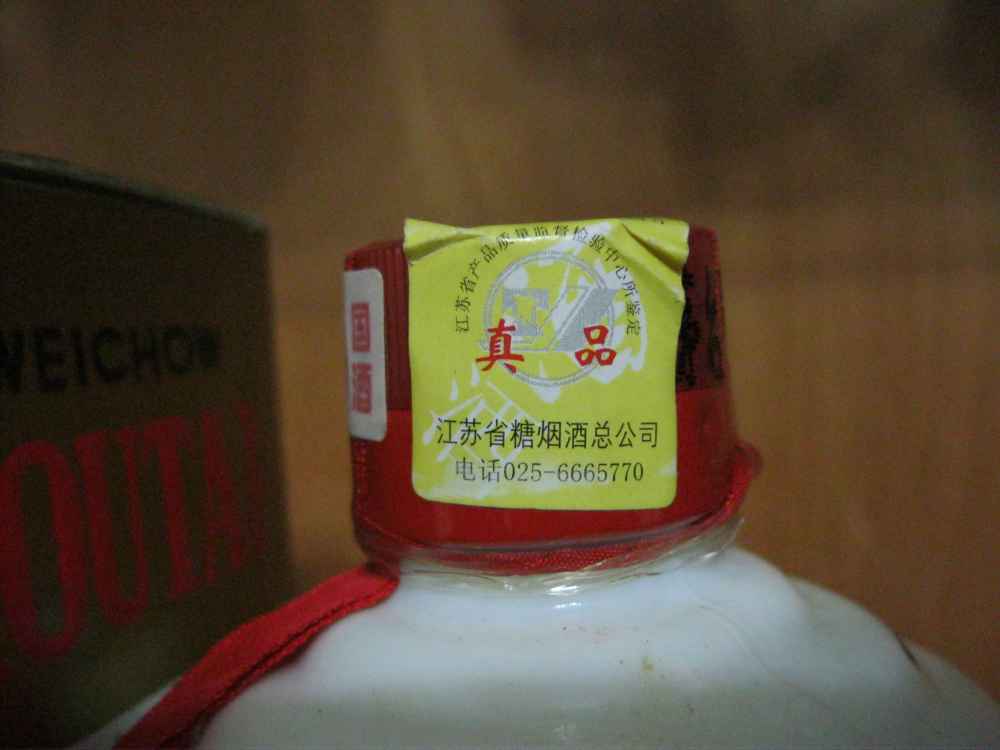 江苏省产品质量监督检验中心所鉴定
真品
江苏省糖烟酒总公司
电话025-6665770
国酒
WEICHOW
OUTAI